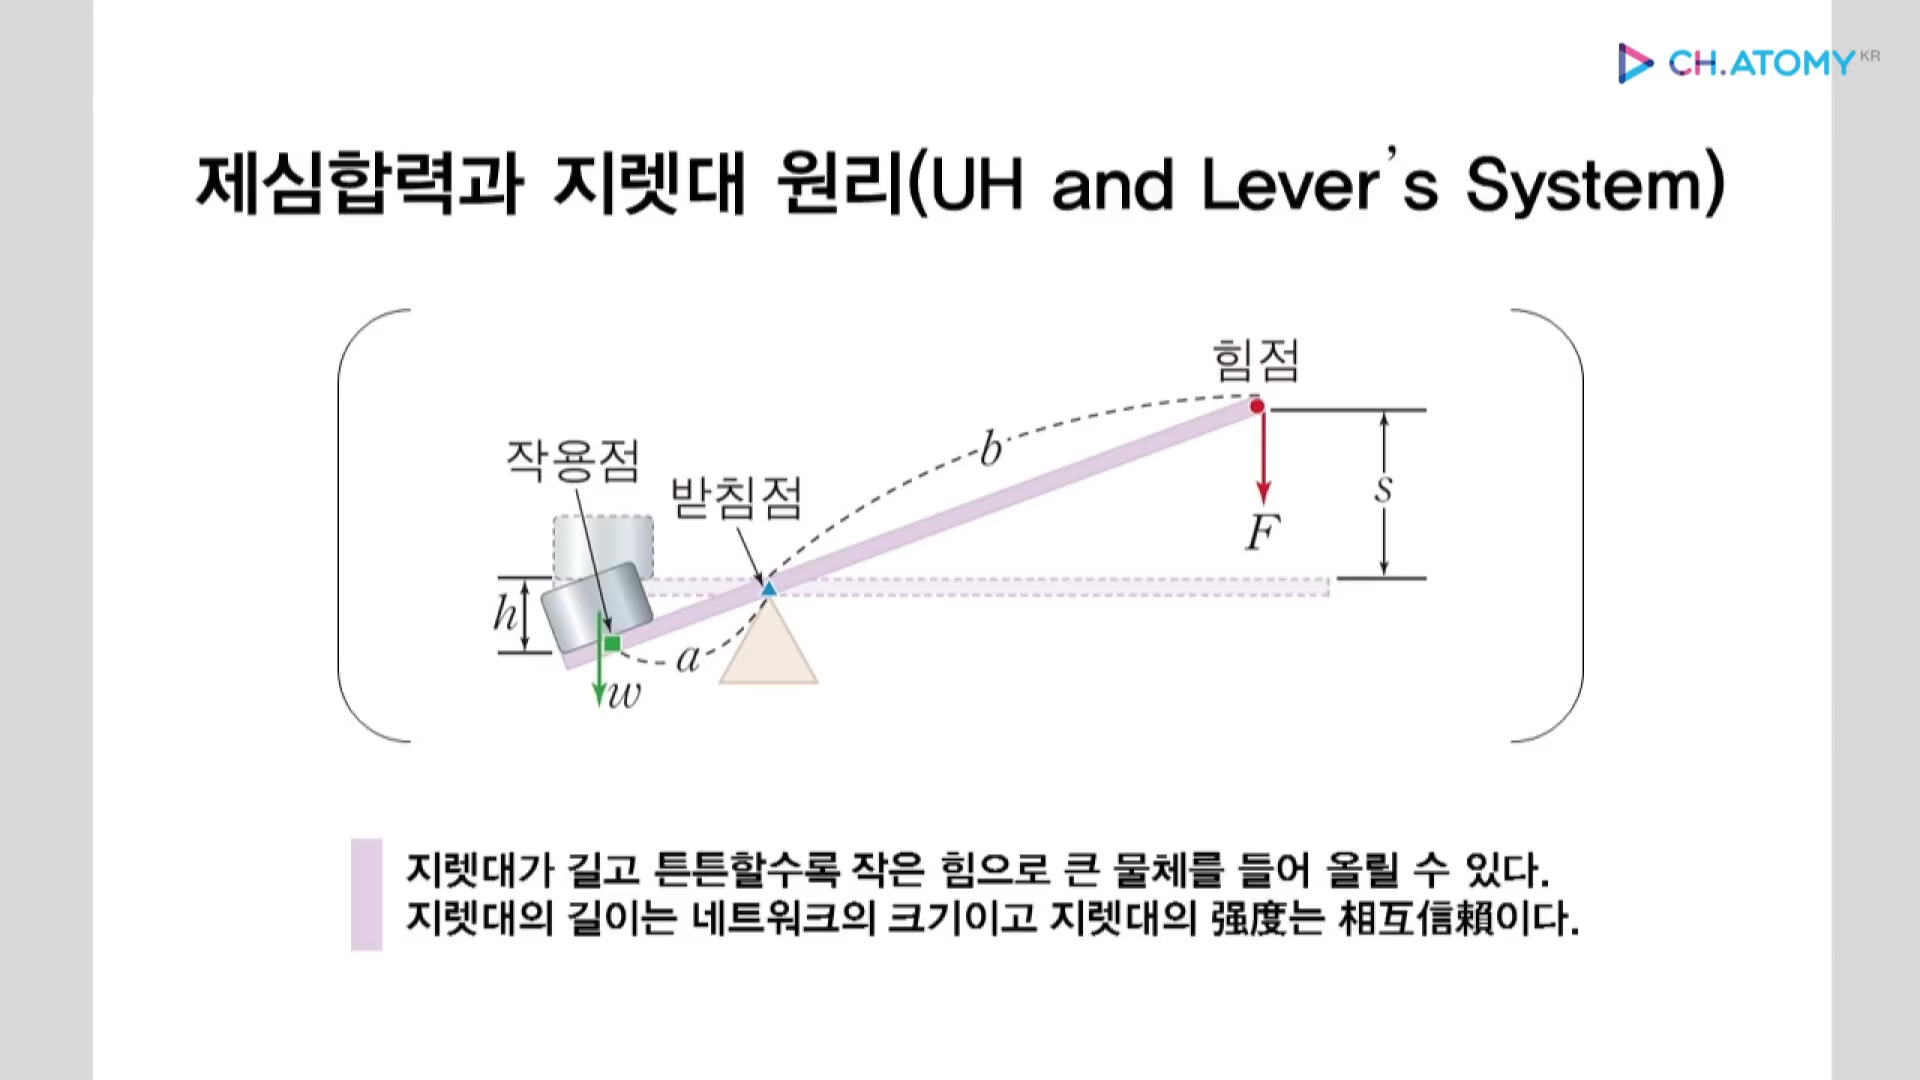 CH.ATOMY KR
제심합력과 지렛대 원리(UH and Lever's System)
힘점
b
작용점
받침점
s
F
h
a
w
지렛대가 길고 튼튼할수록 작은 힘으로 큰 물체를 들어 올릴 수 있다.
지렛대의 길이는 네트워크의 크기이고 지렛대의 强度는 相互信賴이다.